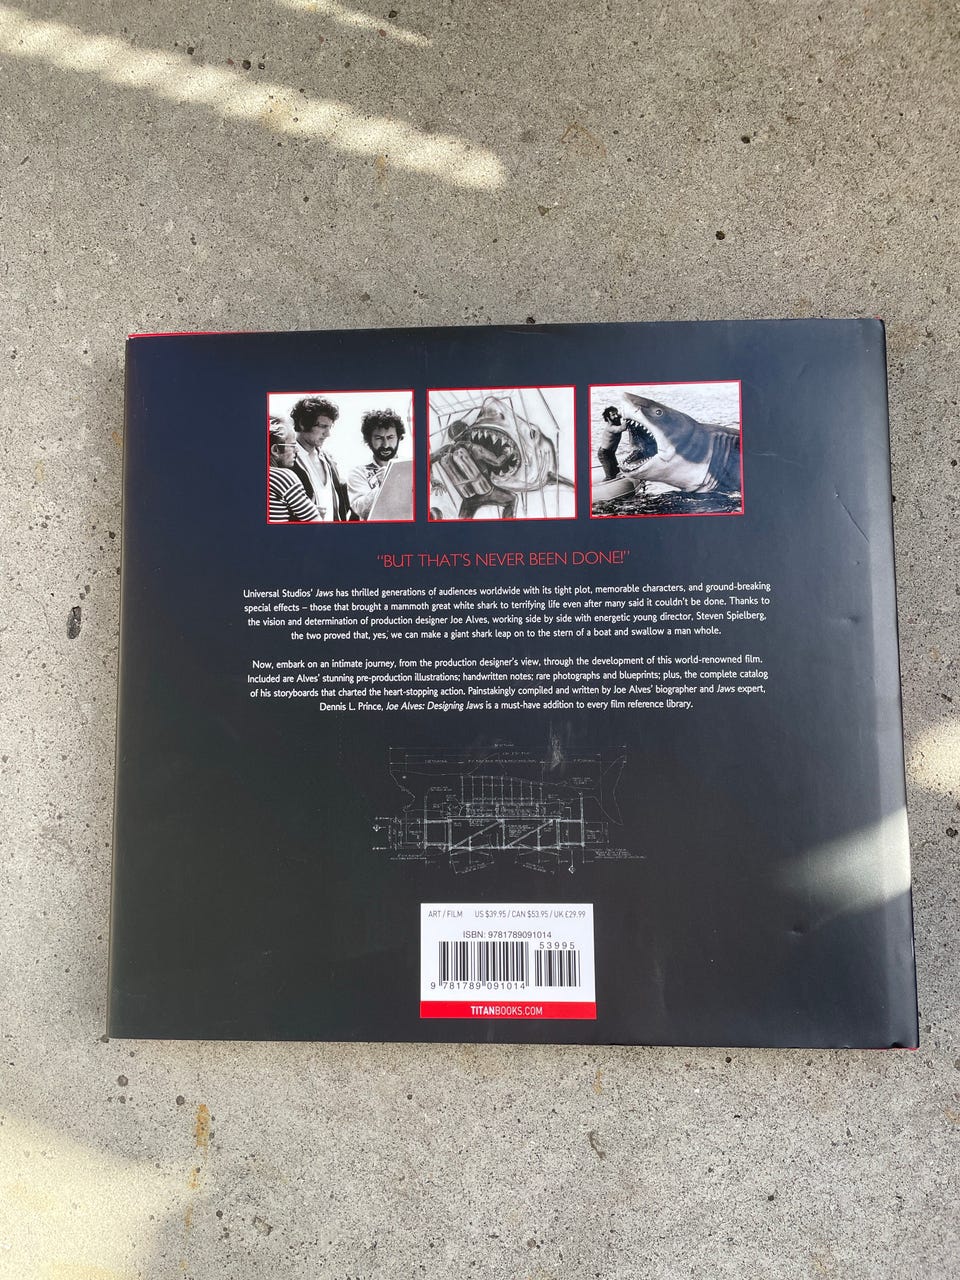 "BUT THAT'S NEVER BEEN DONE!"
Universal Studios' Jaws has thrilled generations of audiences worldwide with its tight plot, memorable characters, and ground-breaking
special effects – those that brought a mammoth great white shark to terrifying life even after many said it couldn't be done. Thanks to
the vision and determination of production designer Joe Alves, working side by side with energetic young director, Steven Spielberg,
the two proved that, yes, we can make a giant shark leap on to the stern of a boat and swallow a man whole.
Now, embark on an intimate journey, from the production designer's view, through the development of this world-renowned film.
Included are Alves' stunning pre-production illustrations; handwritten notes; rare photographs and blueprints; plus, the complete catalog
of his storyboards that charted the heart-stopping action. Painstakingly compiled and written by Joe Alves' biographer and Jaws expert,
Dennis L. Prince, Joe Alves: Designing Jaws is a must-have addition to every film reference library.
ART / FILM US $39.95 / CAN $53.95 / UK £29.99
ISBN: 9781789091014
53995
9 781789 091014
TITANBOOKS.COM